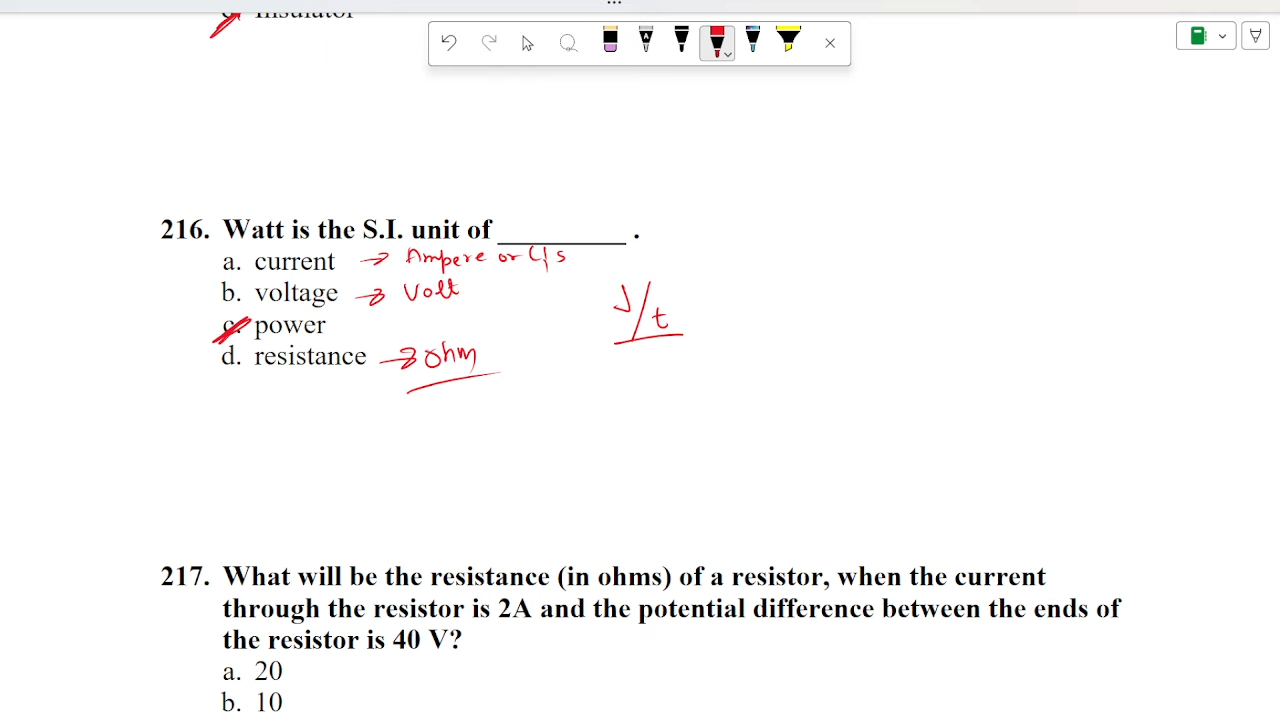 Insulator
216. Watt is the S.I. unit of __________ .
a. current → Ampere or C/s
b. voltage → Volt
c. power
J/t
d. resistance → ohm
217. What will be the resistance (in ohms) of a resistor, when the current
through the resistor is 2A and the potential difference between the ends of
the resistor is 40 V?
a. 20
b. 10